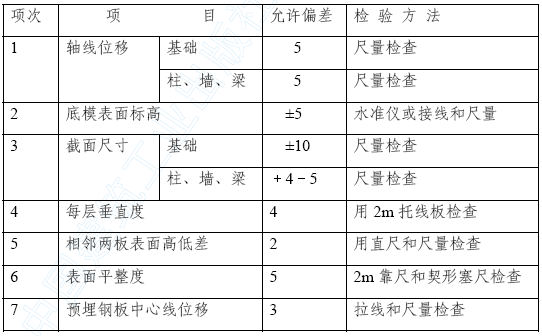 项次 项 目 允许偏差 检 验 方 法
1 轴线位移 基础 5 尺量检查
柱、墙、梁 5 尺量检查
2 底模表面标高 ±5 水准仪或接线和尺量
3 截面尺寸 基础 ±10 尺量检查
柱、墙、梁 +4-5 尺量检查
4 每层垂直度 4 用 2m 托线板检查
5 相邻两板表面高低差 2 用直尺和尺量检查
6 表面平整度 5 2m 靠尺和契形塞尺检查
7 预埋钢板中心线位移 3 拉线和尺量检查